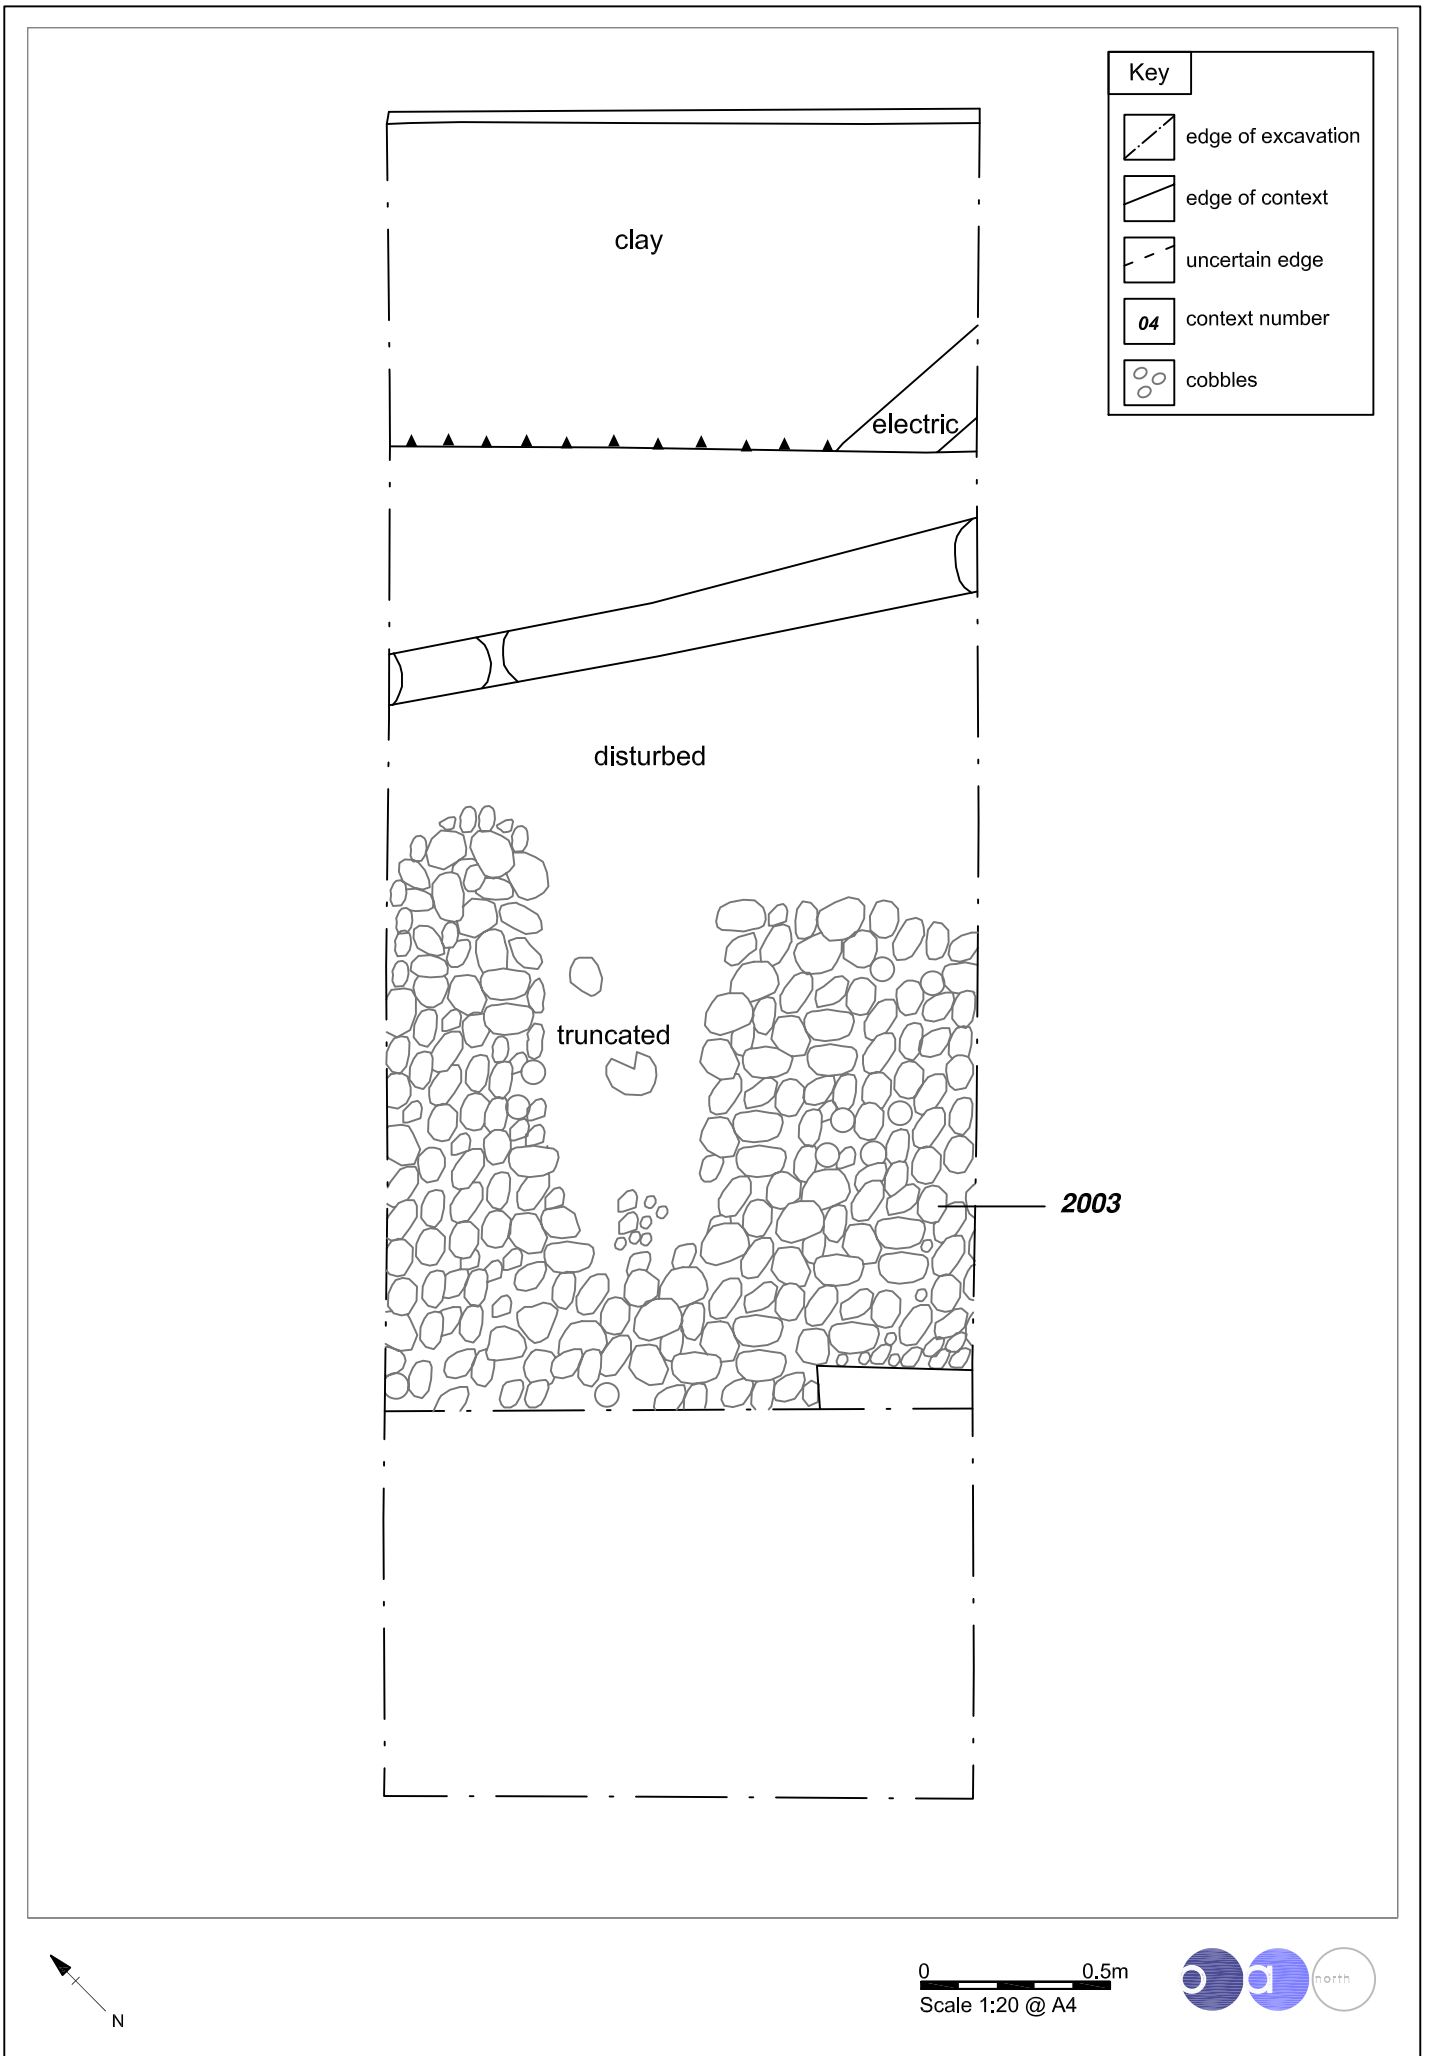 Key
edge of excavation
edge of context
uncertain edge
04 context number
cobbles
clay
electric
disturbed
truncated
2003
N
0 0.5m
Scale 1:20 @ A4
o a north